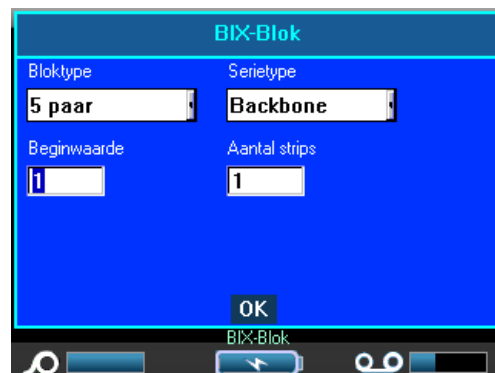 BIX-Blok
Bloktype Serietype
5 paar Backbone
Beginwaarde Aantal strips
1 1
OK
BIX-Blok